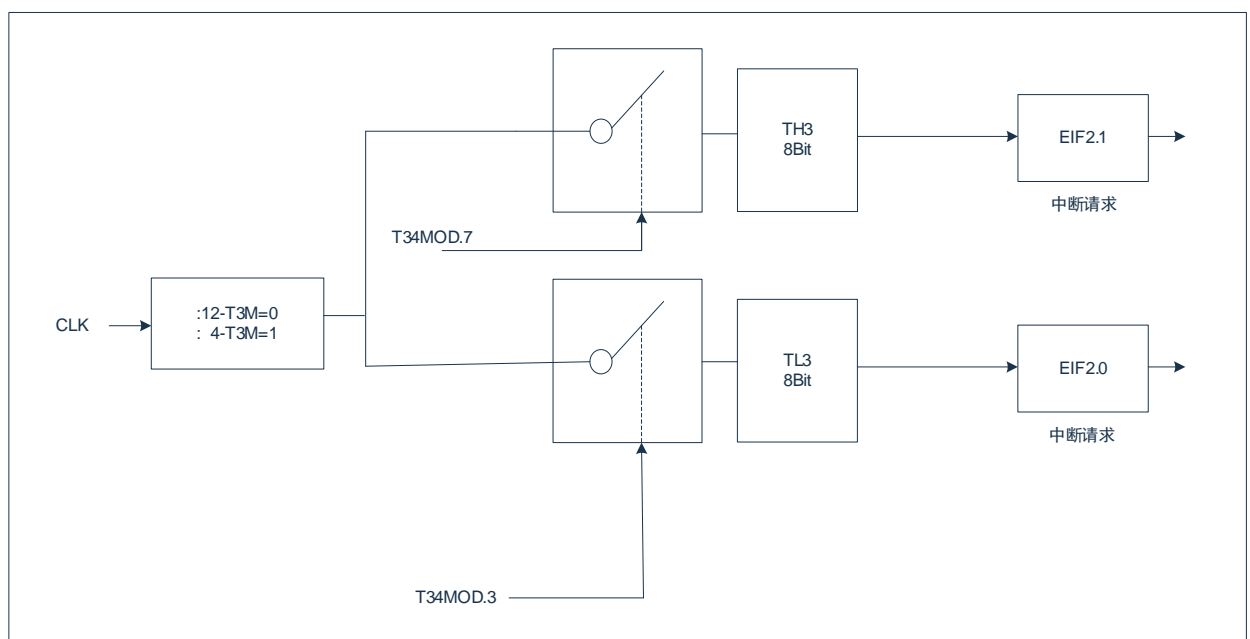 TH3
8Bit
EIF2.1
中断请求
T34MOD.7
CLK
:12-T3M=0
: 4-T3M=1
TL3
8Bit
EIF2.0
中断请求
T34MOD.3